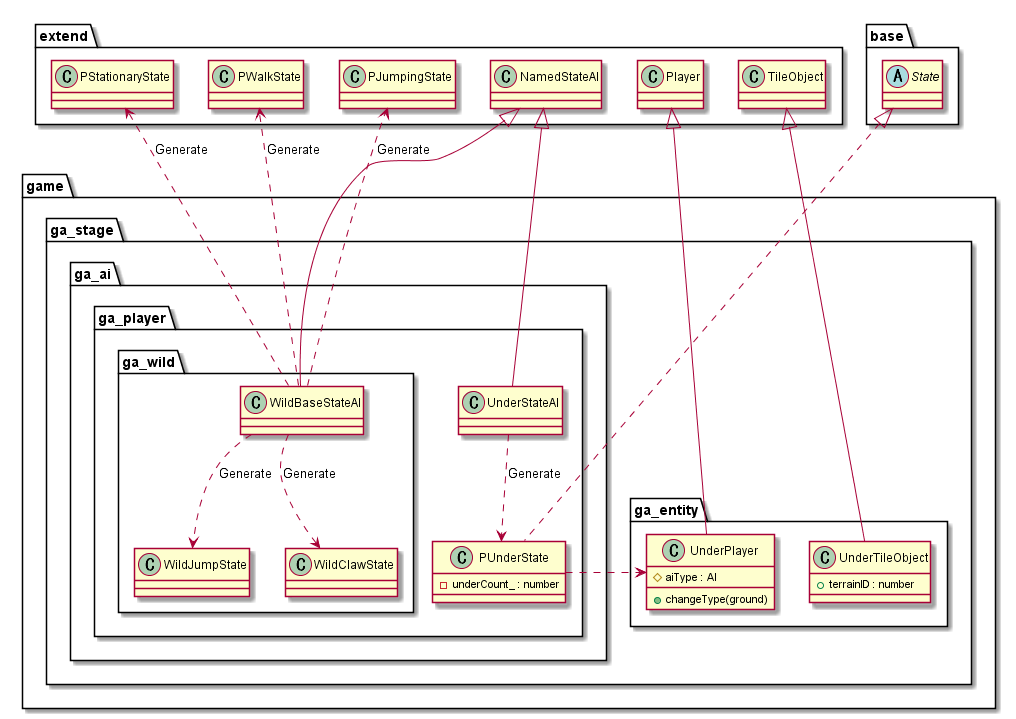 extend
base
C PStationaryState
C PWalkState
C PJumpingState
C NamedStateAI
C Player
C TileObject
A State
Generate
Generate
Generate
game
ga_stage
ga_ai
ga_player
ga_wild
C WildBaseStateAI
C UnderStateAI
Generate
Generate
Generate
ga_entity
C WildJumpState
C WildClawState
C PUnderState
underCount_ : number
C UnderPlayer
aiType : AI
changeType(ground)
C UnderTileObject
terrainID : number